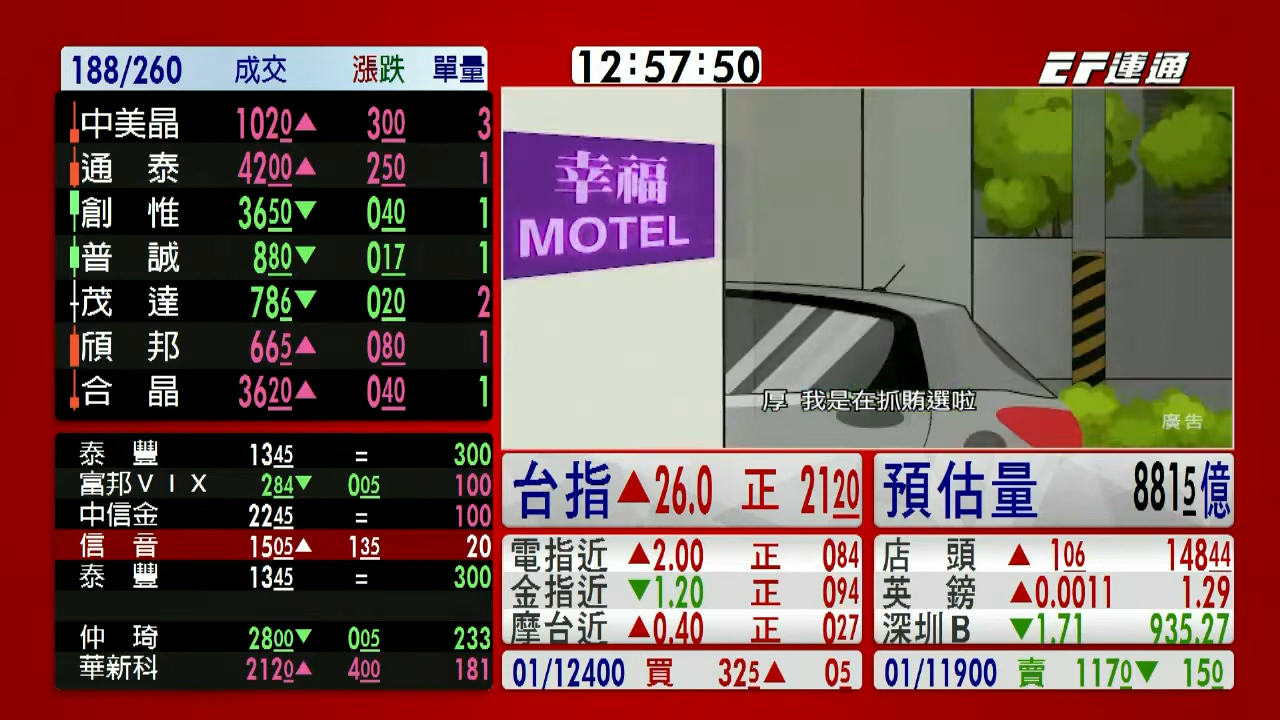 188/260 成交 漲跌 單量
中美晶 1020▲ 300 3
通泰 4200▲ 250 1
創惟 3650▼ 040 1
普誠 880▼ 017 1
茂達 786▼ 020 2
頎邦 665▲ 080 1
合晶 3620▲ 040 1
泰豐 1345 = 300
富邦VIX 284▼ 005 100
中信金 2245 = 100
信音 1505▲ 135 20
泰豐 1345 = 300
仲琦 2800▼ 005 233
華新科 2120▲ 400 181
12:57:50
EF運通
幸福
MOTEL
厚 我是在抓賄選啦
廣告
台指▲26.0 正 2120
電指近 ▲2.00 正 084
金指近 ▼1.20 正 094
摩台近 ▲0.40 正 027
01/12400 買 325▲ 05
預估量 8815億
店頭 ▲ 106 14844
英鎊 ▲0.0011 1.29
深圳B ▼1.71 935.27
01/11900 賣 1170▼ 150